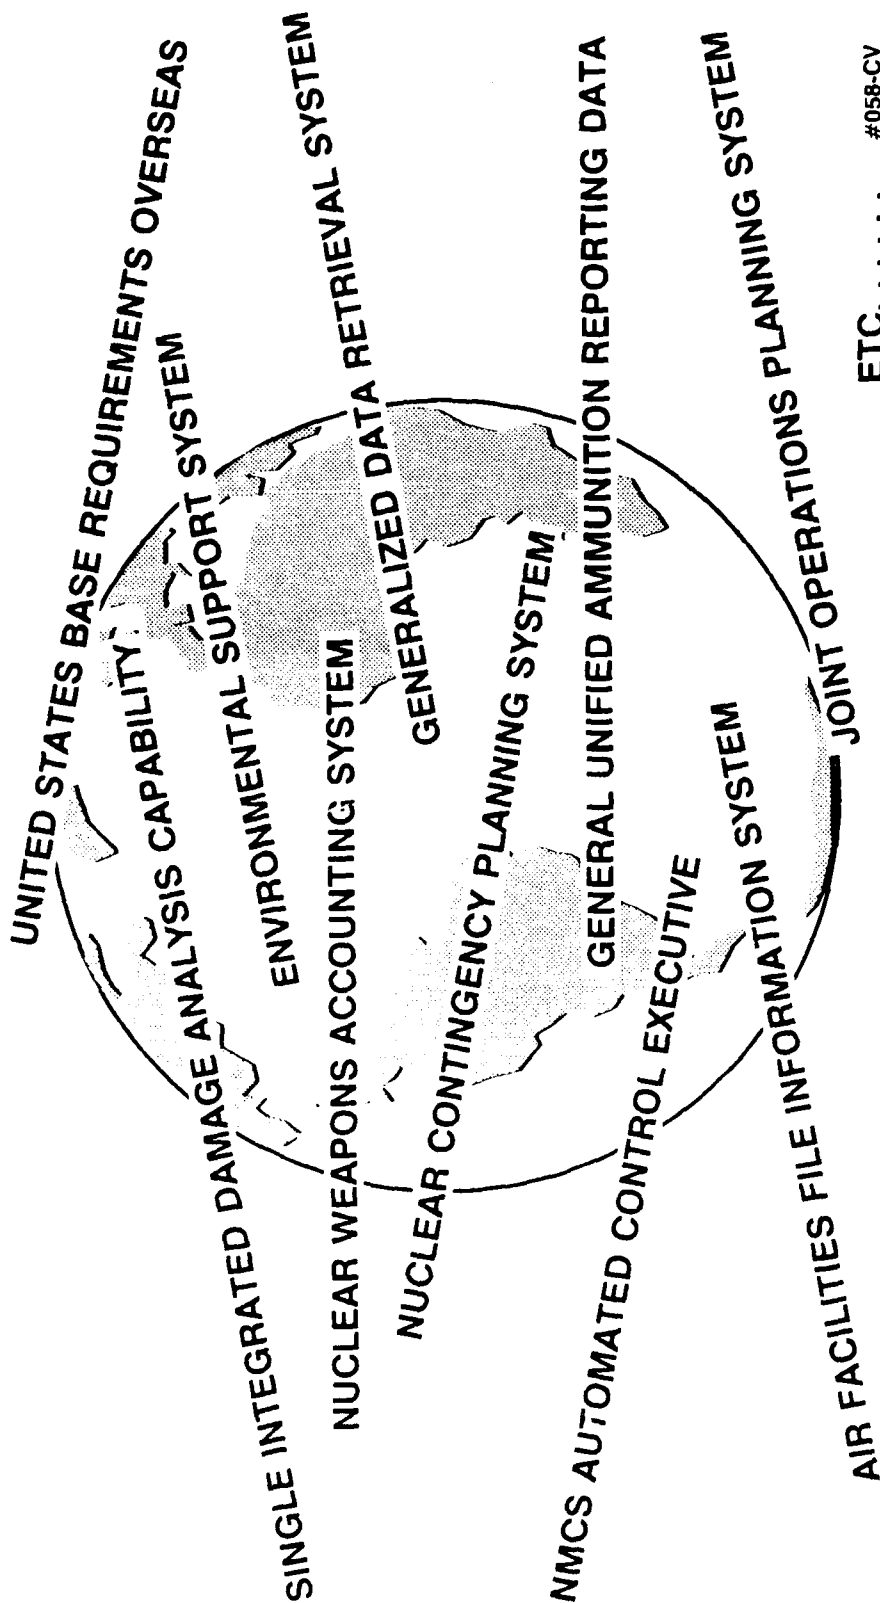 UNITED STATES BASE REQUIREMENTS OVERSEAS
SINGLE INTEGRATED DAMAGE ANALYSIS CAPABILITY
ENVIRONMENTAL SUPPORT SYSTEM
NUCLEAR WEAPONS ACCOUNTING SYSTEM
GENERALIZED DATA RETRIEVAL SYSTEM
NUCLEAR CONTINGENCY PLANNING SYSTEM
GENERAL UNIFIED AMMUNITION REPORTING DATA
NMCS AUTOMATED CONTROL EXECUTIVE
AIR FACILITIES FILE INFORMATION SYSTEM
JOINT OPERATIONS PLANNING SYSTEM
ETC. . . . . . .
#058-CV